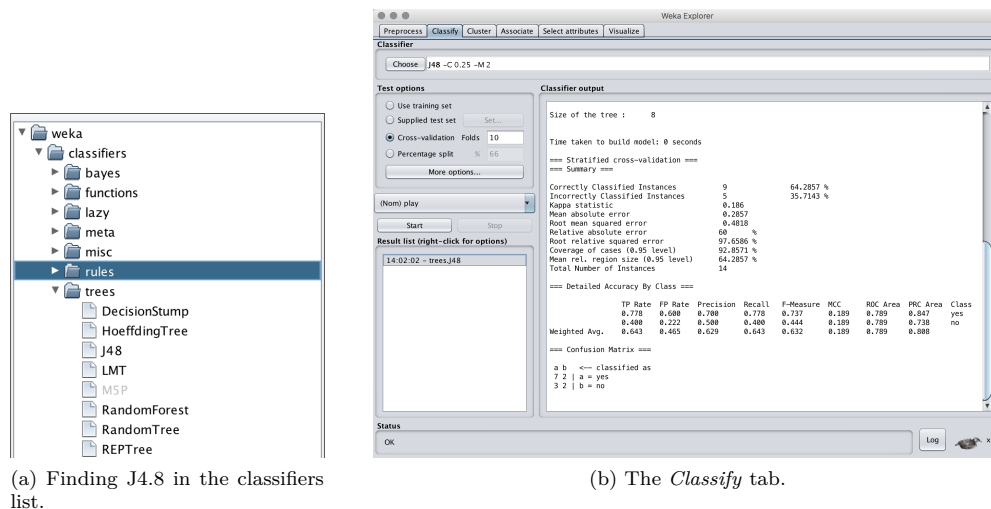 weka
classifiers
bayes
functions
lazy
meta
misc
rules
trees
DecisionStump
HoeffdingTree
J48
LMT
M5P
RandomForest
RandomTree
REPTree
(a) Finding J4.8 in the classifiers
list.
Weka Explorer
Preprocess Classify Cluster Associate Select attributes Visualize
Classifier
Choose J48 -C 0.25 -M 2
Test options
Use training set
Supplied test set Set...
Cross-validation Folds 10
Percentage split % 66
More options...
(Nom) play
Start Stop
Result list (right-click for options)
14:02:02 - trees.J48
Classifier output
Size of the tree : 8
Time taken to build model: 0 seconds
=== Stratified cross-validation ===
=== Summary ===
Correctly Classified Instances 9 64.2857 %
Incorrectly Classified Instances 5 35.7143 %
Kappa statistic 0.186
Mean absolute error 0.2857
Root mean squared error 0.4818
Relative absolute error 60 %
Root relative squared error 97.6586 %
Coverage of cases (0.95 level) 92.8571 %
Mean rel. region size (0.95 level) 64.2857 %
Total Number of Instances 14
=== Detailed Accuracy By Class ===
TP Rate FP Rate Precision Recall F-Measure MCC ROC Area PRC Area Class
0.778 0.600 0.700 0.778 0.737 0.189 0.789 0.847 yes
0.400 0.222 0.500 0.400 0.444 0.189 0.789 0.738 no
Weighted Avg. 0.643 0.465 0.629 0.643 0.632 0.189 0.789 0.808
=== Confusion Matrix ===
a b <-- classified as
7 2 | a = yes
3 2 | b = no
Status
OK
Log
x
(b) The Classify tab.